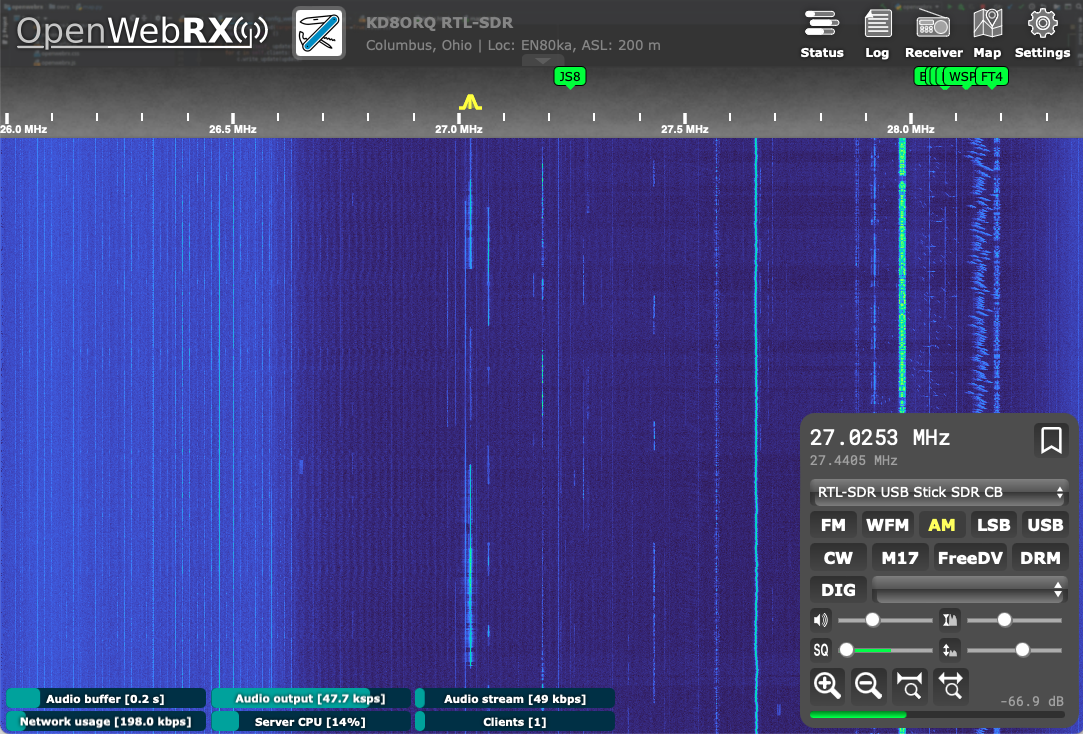 OpenWebRX
KD8ORQ RTL-SDR
Columbus, Ohio | Loc: EN80ka, ASL: 200 m
Status Log Receiver Map Settings
JS8 WSP FT4
26.0 MHz 26.5 MHz 27.0 MHz 27.5 MHz 28.0 MHz
27.0253 MHz
27.4405 MHz
RTL-SDR USB Stick SDR CB
FM WFM AM LSB USB
CW M17 FreeDV DRM
DIG
SQ
-66.9 dB
Audio buffer [0.2 s] Audio output [47.7 ksps] Audio stream [49 kbps]
Network usage [198.0 kbps] Server CPU [14%] Clients [1]